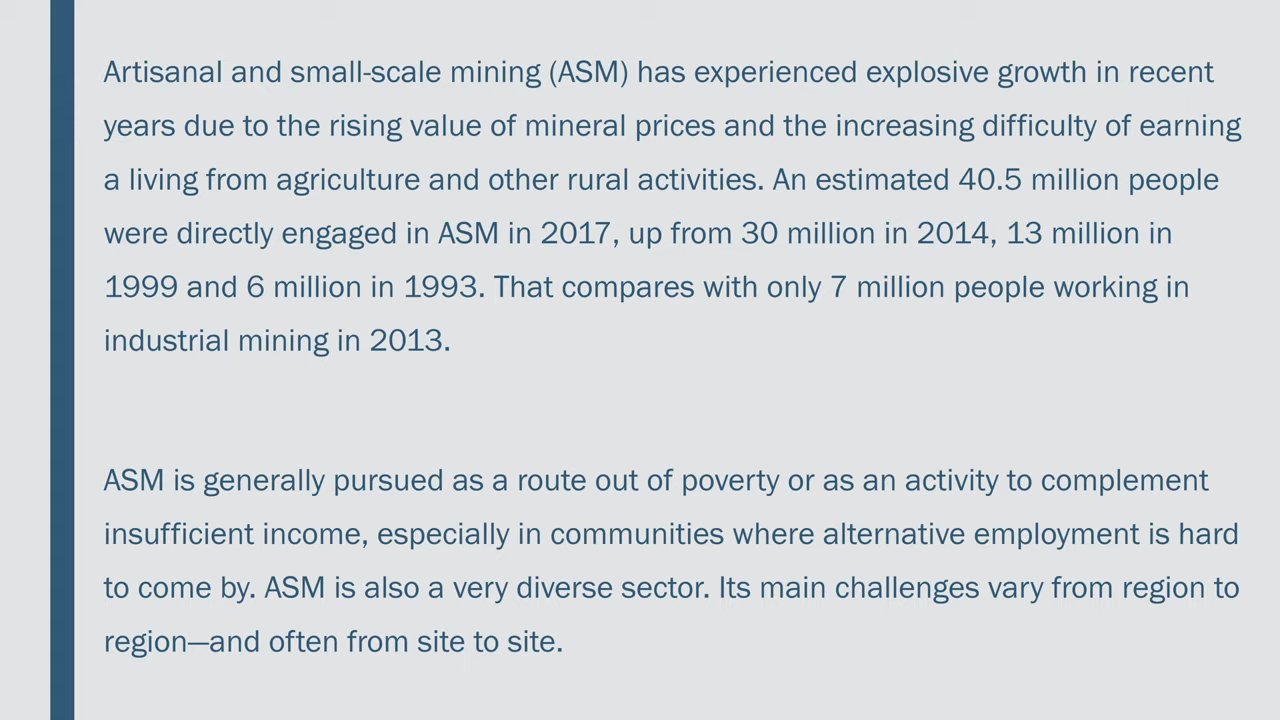 Artisanal and small-scale mining (ASM) has experienced explosive growth in recent
years due to the rising value of mineral prices and the increasing difficulty of earning
a living from agriculture and other rural activities. An estimated 40.5 million people
were directly engaged in ASM in 2017, up from 30 million in 2014, 13 million in
1999 and 6 million in 1993. That compares with only 7 million people working in
industrial mining in 2013.
ASM is generally pursued as a route out of poverty or as an activity to complement
insufficient income, especially in communities where alternative employment is hard
to come by. ASM is also a very diverse sector. Its main challenges vary from region to
region—and often from site to site.